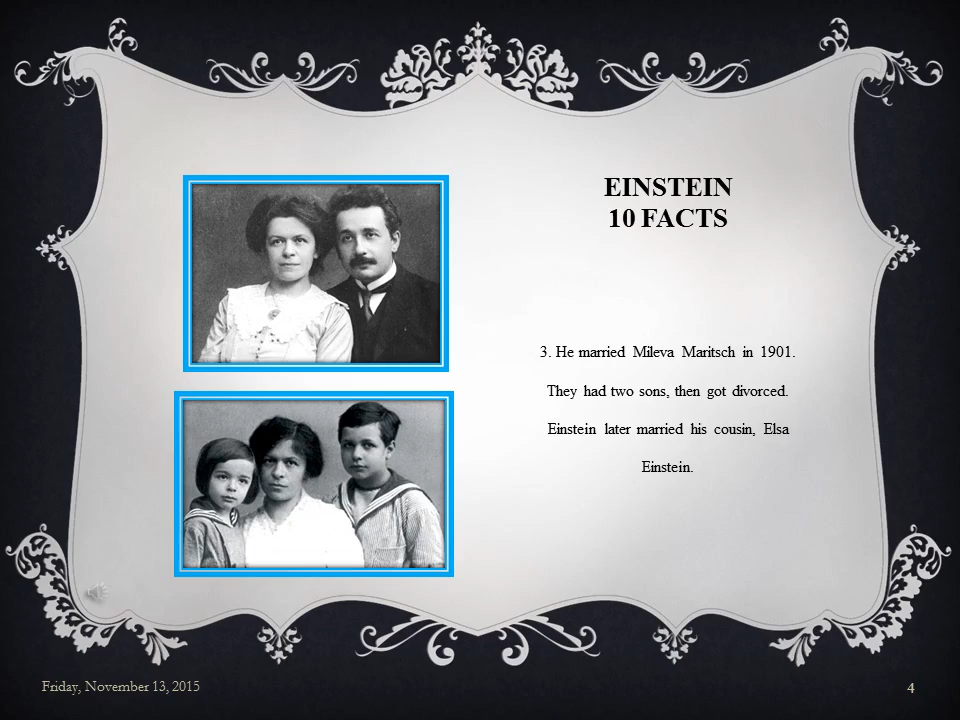 EINSTEIN
10 FACTS
3. He married Mileva Maritsch in 1901.
They had two sons, then got divorced.
Einstein later married his cousin, Elsa
Einstein.
Friday, November 13, 2015
4